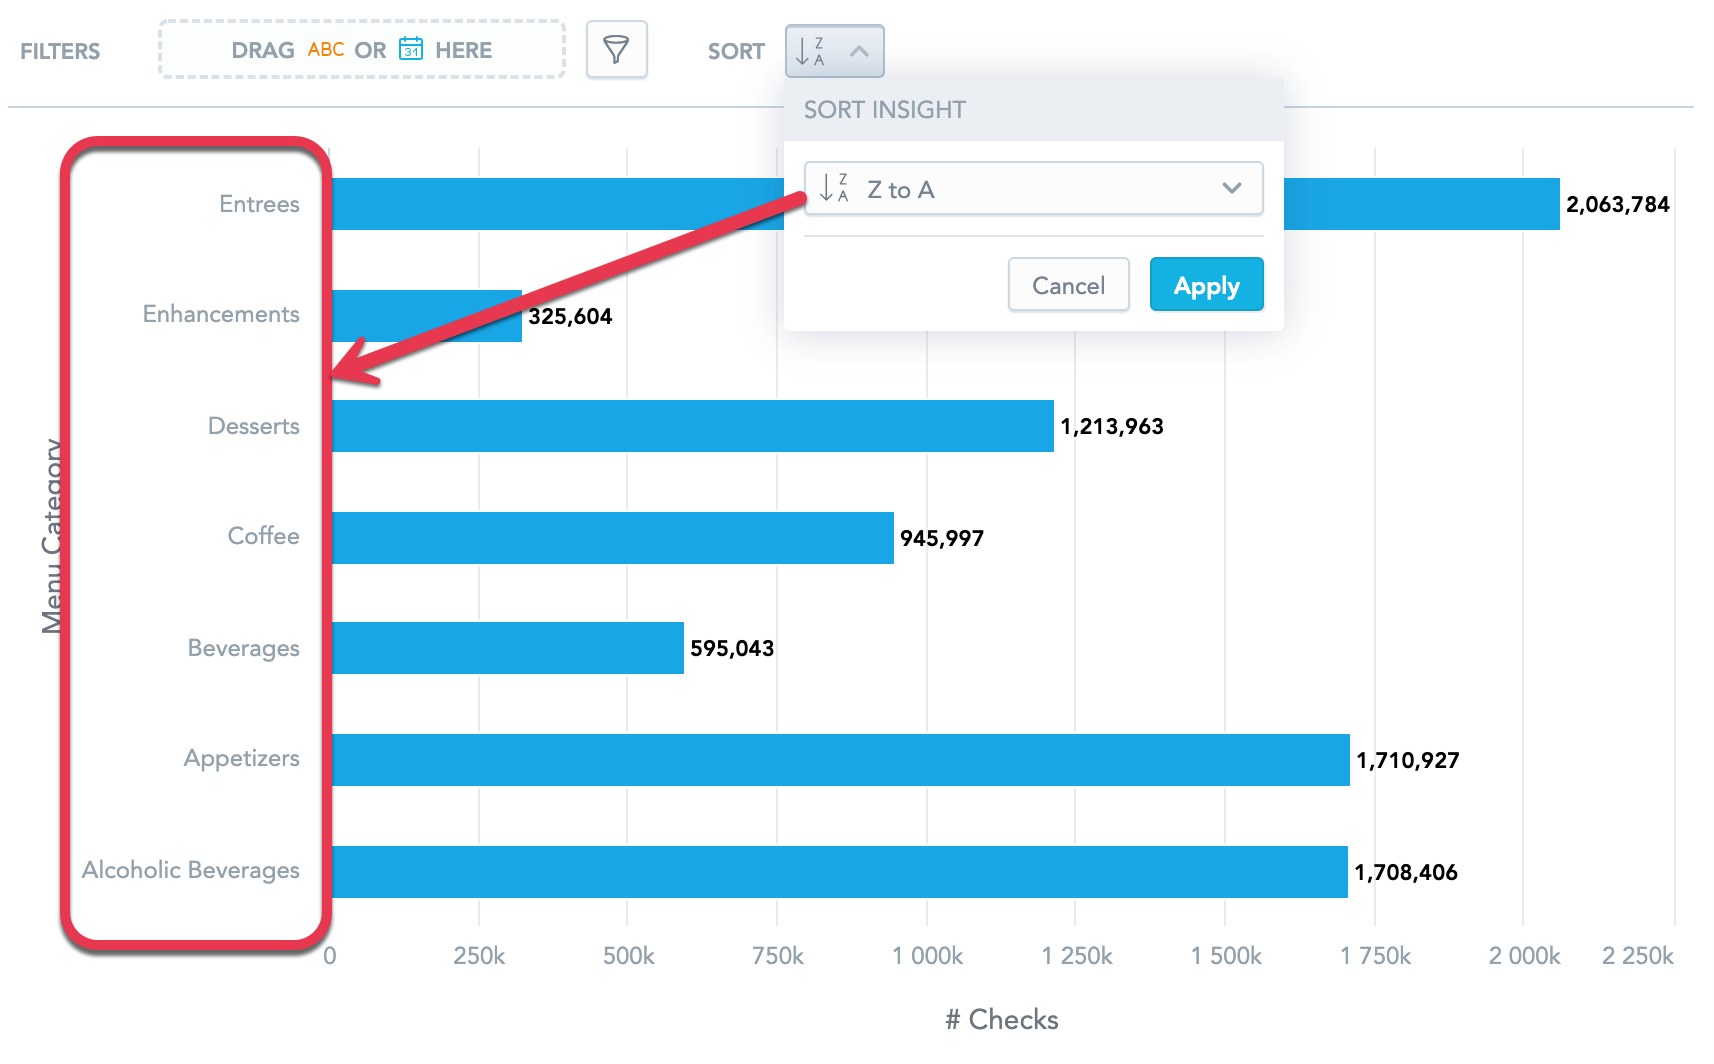 FILTERS
DRAG ABC OR 31 HERE
SORT
Z
A
SORT INSIGHT
Z
A
Z to A
Cancel
Apply
Menu Category
Entrees
2,063,784
Enhancements
325,604
Desserts
1,213,963
Coffee
945,997
Beverages
595,043
Appetizers
1,710,927
Alcoholic Beverages
1,708,406
0 250k 500k 750k 1 000k 1 250k 1 500k 1 750k 2 000k 2 250k
# Checks